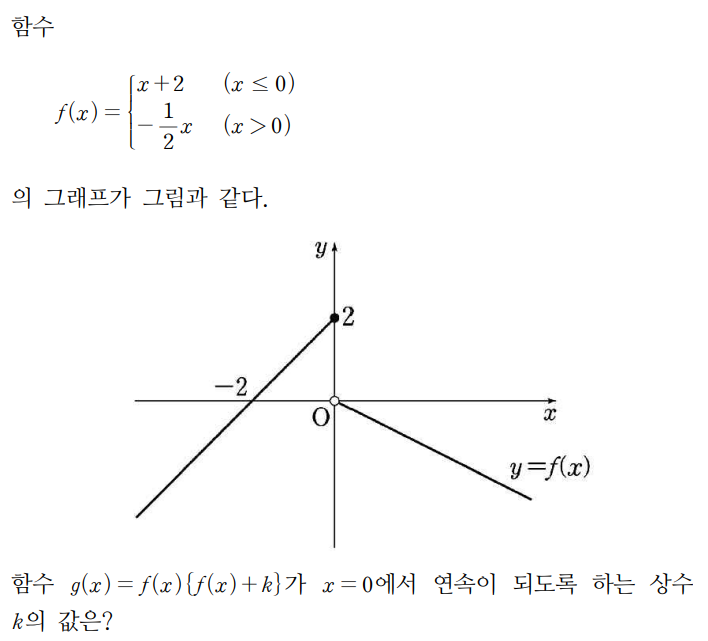 함수
f(x) = { x+2 (x ≤ 0)
-1/2 x (x > 0)
의 그래프가 그림과 같다.
y
2
-2
O
x
y=f(x)
함수 g(x) = f(x){f(x)+k}가 x = 0에서 연속이 되도록 하는 상수
k의 값은?